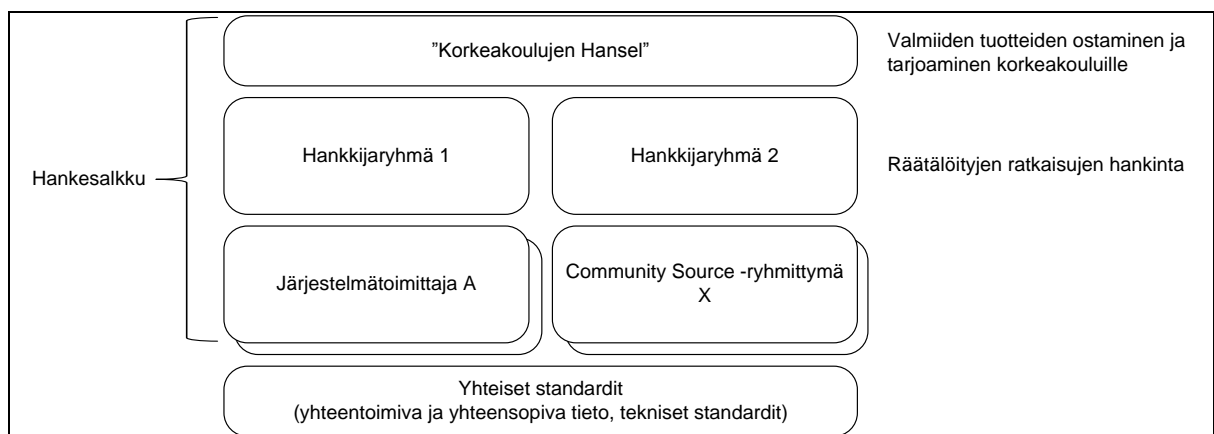 ”Korkeakoulujen Hansel”
Valmiiden tuotteiden ostaminen ja
tarjoaminen korkeakouluille
Hankesalkku
Hankkijaryhmä 1
Hankkijaryhmä 2
Räätälöityjen ratkaisujen hankinta
Järjestelmätoimittaja A
Community Source -ryhmittymä
X
Yhteiset standardit
(yhteentoimiva ja yhteensopiva tieto, tekniset standardit)